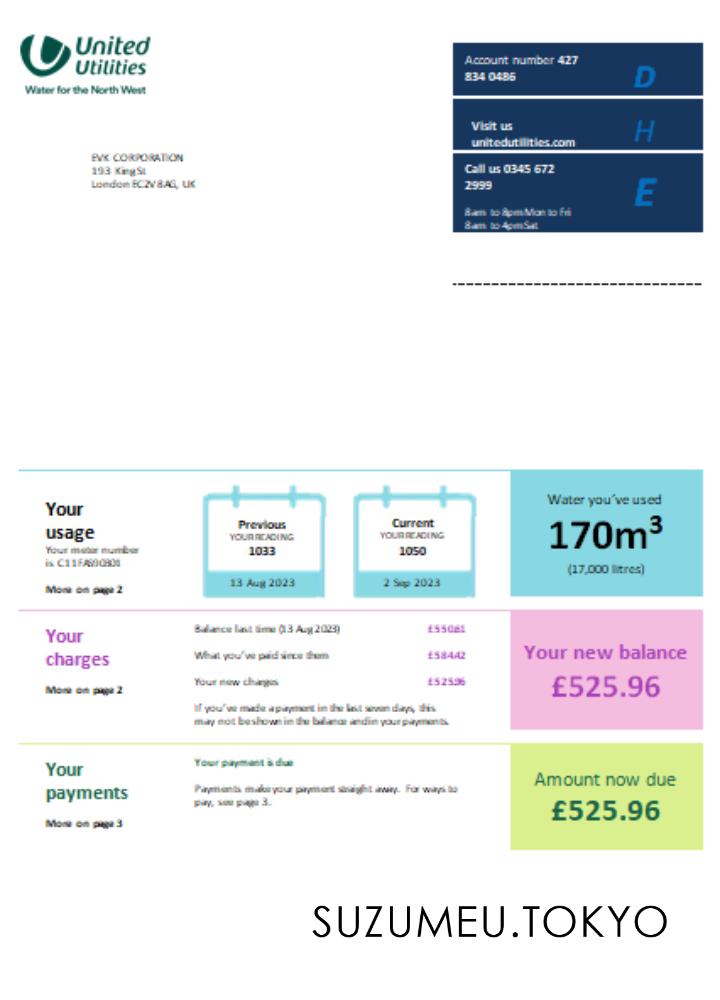 United
Utilities
Water for the North West
Account number 427
834 0486
D
Visit us
unitedutilities.com
H
Call us 0345 672
2999
E
8am to 8pm Mon to Fri
8am to 4pm Sat
EVK CORPORATION
193 King St
London EC2V 8AG, UK
Your
usage
Your meter number
is C11FA590301
More on page 2
Previous
YOUR READING
1033
13 Aug 2023
Current
YOUR READING
1050
2 Sep 2023
Water you've used
170m³
(17,000 litres)
Your
charges
More on page 2
Balance last time (13 Aug 2023) £550.61
What you've paid since them £584.42
Your new charges £525.96
If you've made a payment in the last seven days, this
may not be shown in the balance and in your payments.
Your new balance
£525.96
Your
payments
More on page 3
Your payment is due
Payments make your payment straight away. For ways to
pay, see page 3.
Amount now due
£525.96
SUZUMEU.TOKYO